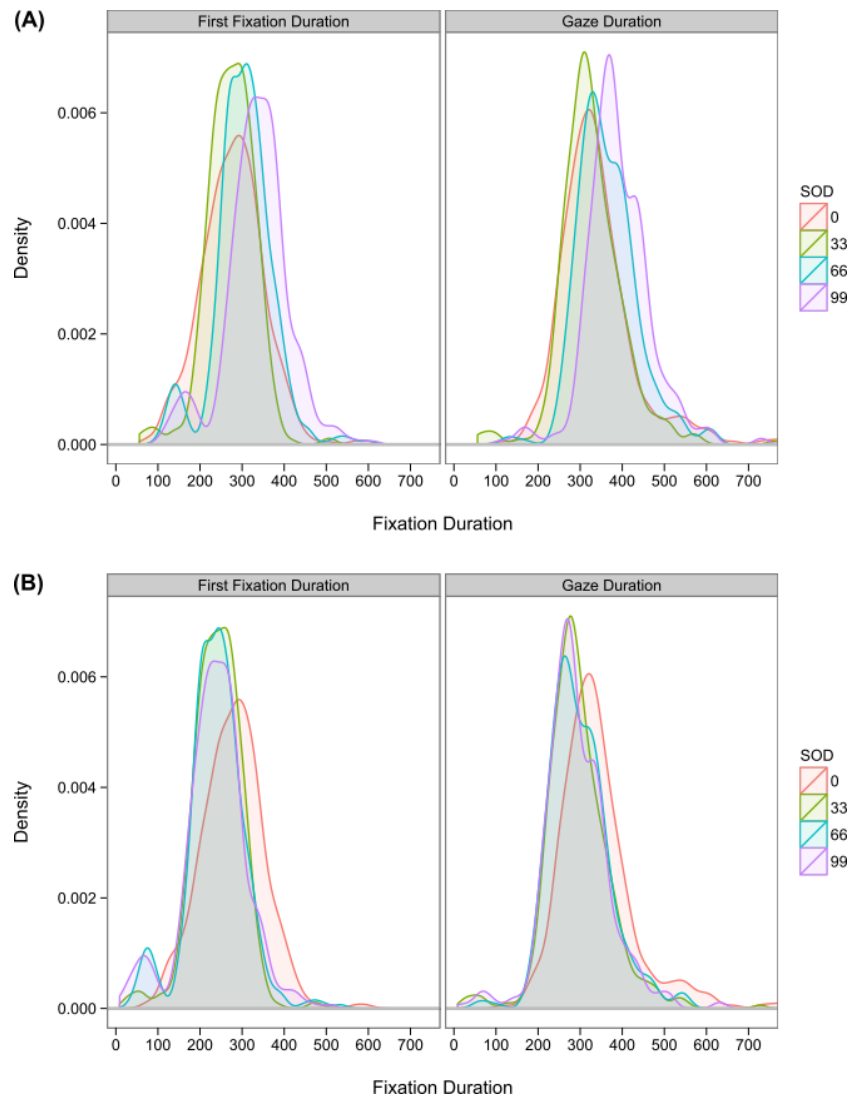 (A)
First Fixation Duration
Gaze Duration
0.006
0.004
0.002
0.000
Density
0 100 200 300 400 500 600 700
0 100 200 300 400 500 600 700
Fixation Duration
SOD
0
33
66
99
(B)
First Fixation Duration
Gaze Duration
0.006
0.004
0.002
0.000
Density
0 100 200 300 400 500 600 700
0 100 200 300 400 500 600 700
Fixation Duration
SOD
0
33
66
99